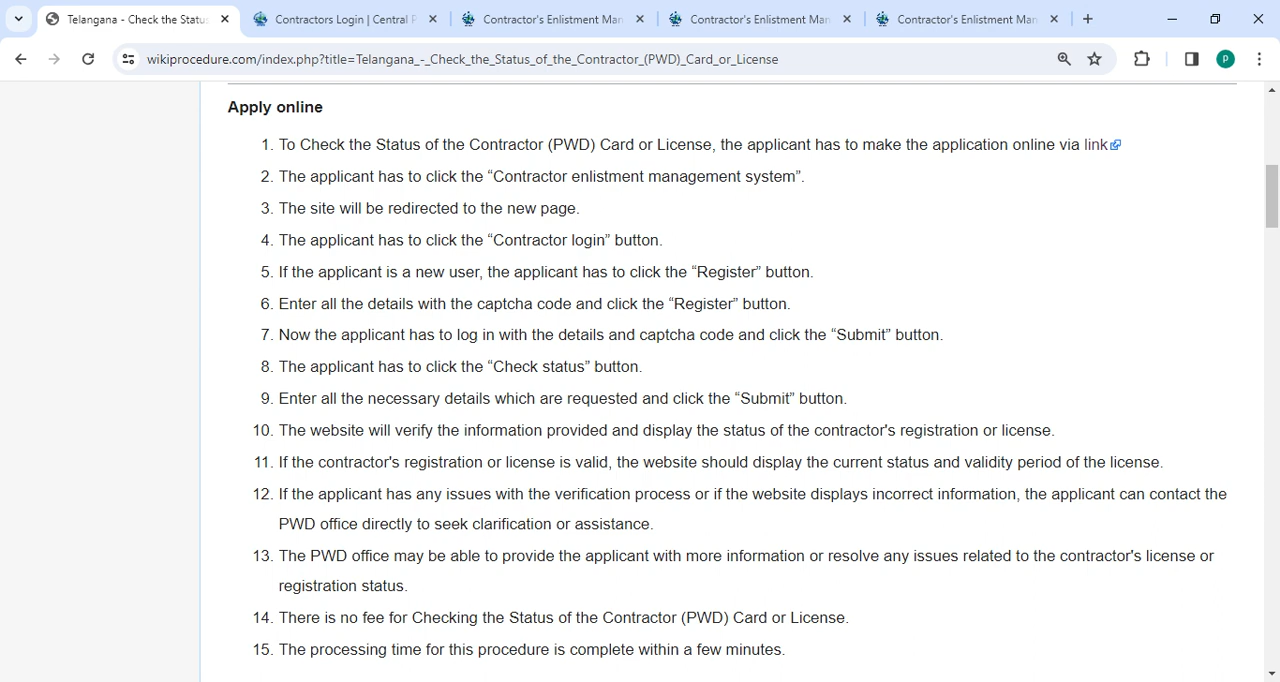 Telangana - Check the Statu
Contractors Login | Central P
Contractor's Enlistment Man
Contractor's Enlistment Man
Contractor's Enlistment Man
wikiprocedure.com/index.php?title=Telangana_-_Check_the_Status_of_the_Contractor_(PWD)_Card_or_License
P
Apply online
1. To Check the Status of the Contractor (PWD) Card or License, the applicant has to make the application online via link
2. The applicant has to click the “Contractor enlistment management system”.
3. The site will be redirected to the new page.
4. The applicant has to click the “Contractor login” button.
5. If the applicant is a new user, the applicant has to click the “Register” button.
6. Enter all the details with the captcha code and click the “Register” button.
7. Now the applicant has to log in with the details and captcha code and click the “Submit” button.
8. The applicant has to click the “Check status” button.
9. Enter all the necessary details which are requested and click the “Submit” button.
10. The website will verify the information provided and display the status of the contractor's registration or license.
11. If the contractor's registration or license is valid, the website should display the current status and validity period of the license.
12. If the applicant has any issues with the verification process or if the website displays incorrect information, the applicant can contact the
PWD office directly to seek clarification or assistance.
13. The PWD office may be able to provide the applicant with more information or resolve any issues related to the contractor's license or
registration status.
14. There is no fee for Checking the Status of the Contractor (PWD) Card or License.
15. The processing time for this procedure is complete within a few minutes.